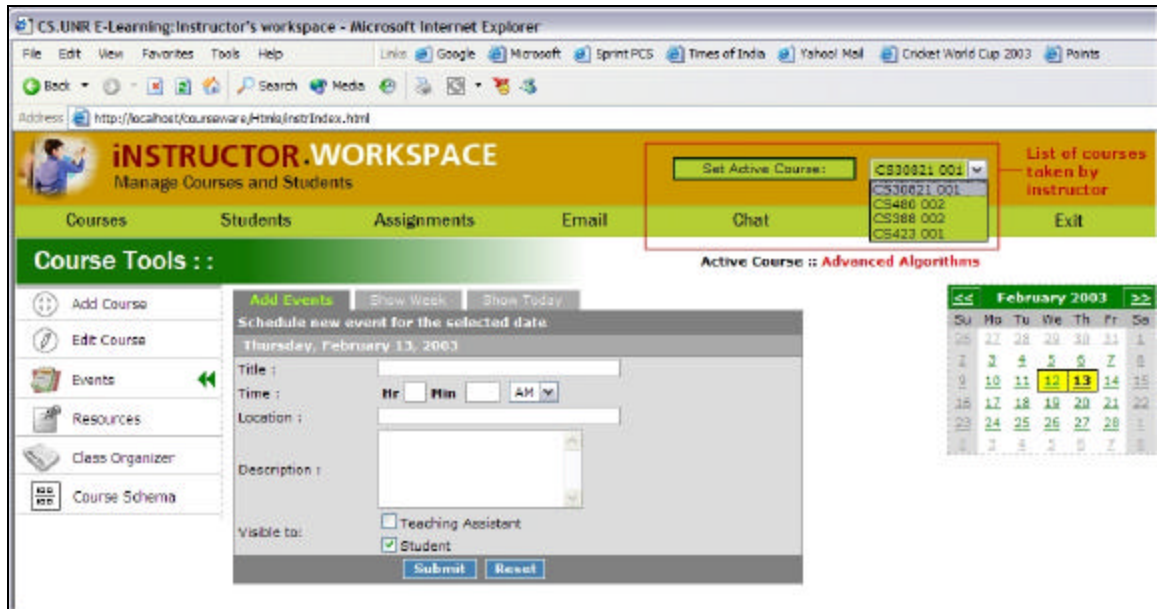 CS.UNR E-Learning:Instructor's workspace - Microsoft Internet Explorer
File Edit View Favorites Tools Help Links Google Microsoft Sprint PCS Times of India Yahoo! Mail Cricket World Cup 2003 Points
Back Search Media
Address http://localhost/courseware/Htmls/instrIndex.html
iNSTRUCTOR.WORKSPACE
Manage Courses and Students
Set Active Course: CS30821 001
CS30821 001
CS480 002
CS388 002
CS423 001
List of courses
taken by
instructor
Courses Students Assignments Email Chat Exit
Course Tools : :
Active Course :: Advanced Algorithms
Add Course
Edit Course
Events
Resources
Class Organizer
Course Schema
Add Events Show Week Show Today
Schedule new event for the selected date
Thursday, February 13, 2003
Title :
Time : Hr Min AM
Location :
Description :
Visible to:
Teaching Assistant
Student
Submit Reset
<< February 2003 >>
Su Mo Tu We Th Fr Sa
26 27 28 29 30 31 1
2 3 4 5 6 7 8
9 10 11 12 13 14 15
16 17 18 19 20 21 22
23 24 25 26 27 28 1
2 3 4 5 6 7 8